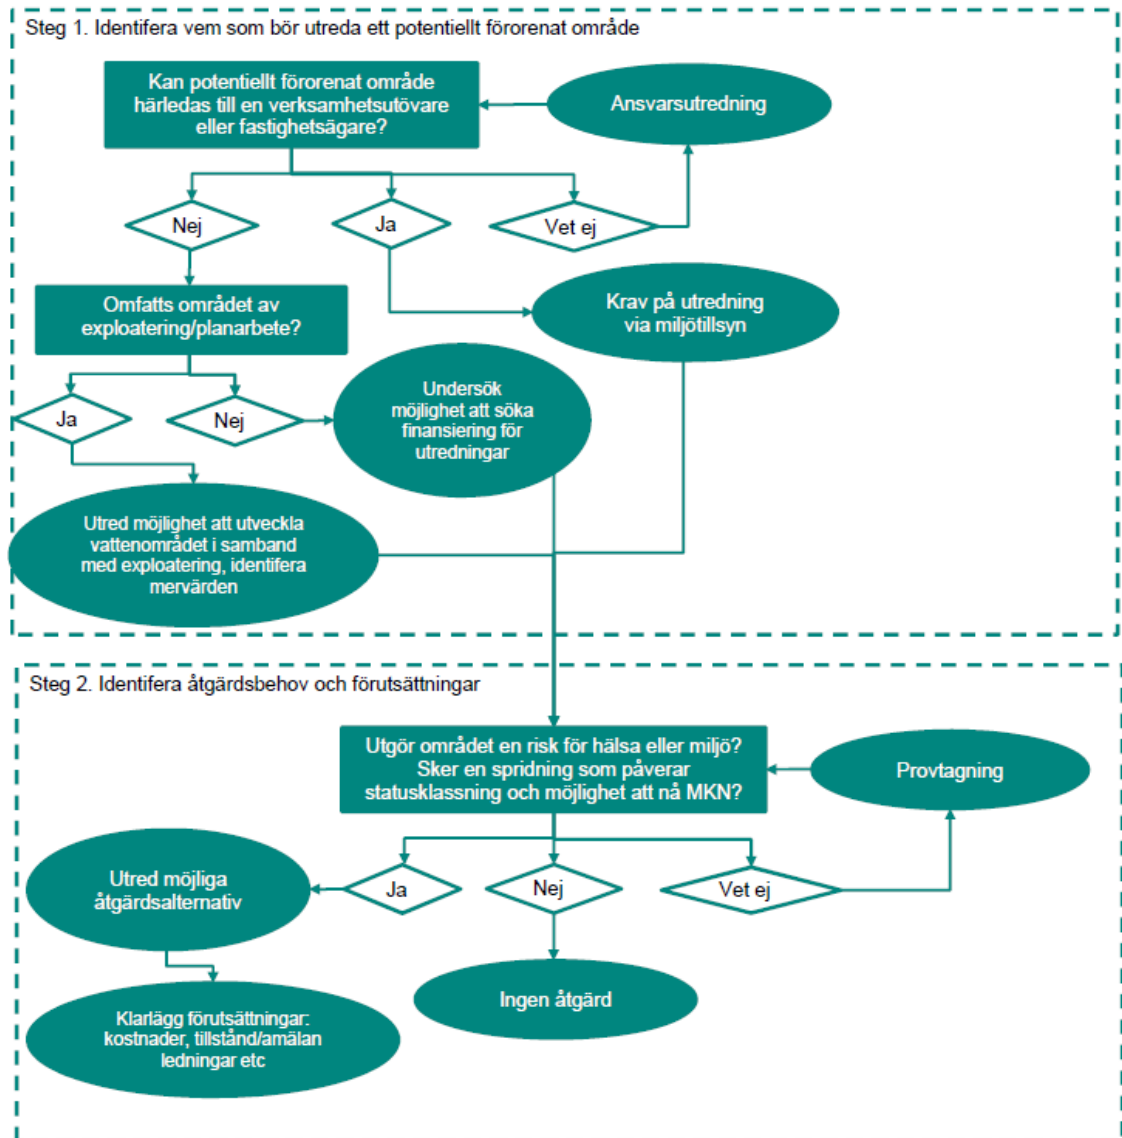 Steg 1. Identifera vem som bör utreda ett potentiellt förorenat område
Kan potentiellt förorenat område
härledas till en verksamhetsutövare
eller fastighetsägare?
Ansvarsutredning
Nej
Ja
Vet ej
Omfatts området av
exploatering/planarbete?
Krav på utredning
via miljötillsyn
Ja
Nej
Undersök
möjlighet att söka
finansiering för
utredningar
Utred möjlighet att utveckla
vattenområdet i samband
med exploatering, identifera
mervärden
Steg 2. Identifera åtgärdsbehov och förutsättningar
Utgör området en risk för hälsa eller miljö?
Sker en spridning som påverar
statusklassning och möjlighet att nå MKN?
Provtagning
Utred möjliga
åtgärdsalternativ
Ja
Nej
Vet ej
Ingen åtgärd
Klarlägg förutsättningar:
kostnader, tillstånd/amälan
ledningar etc